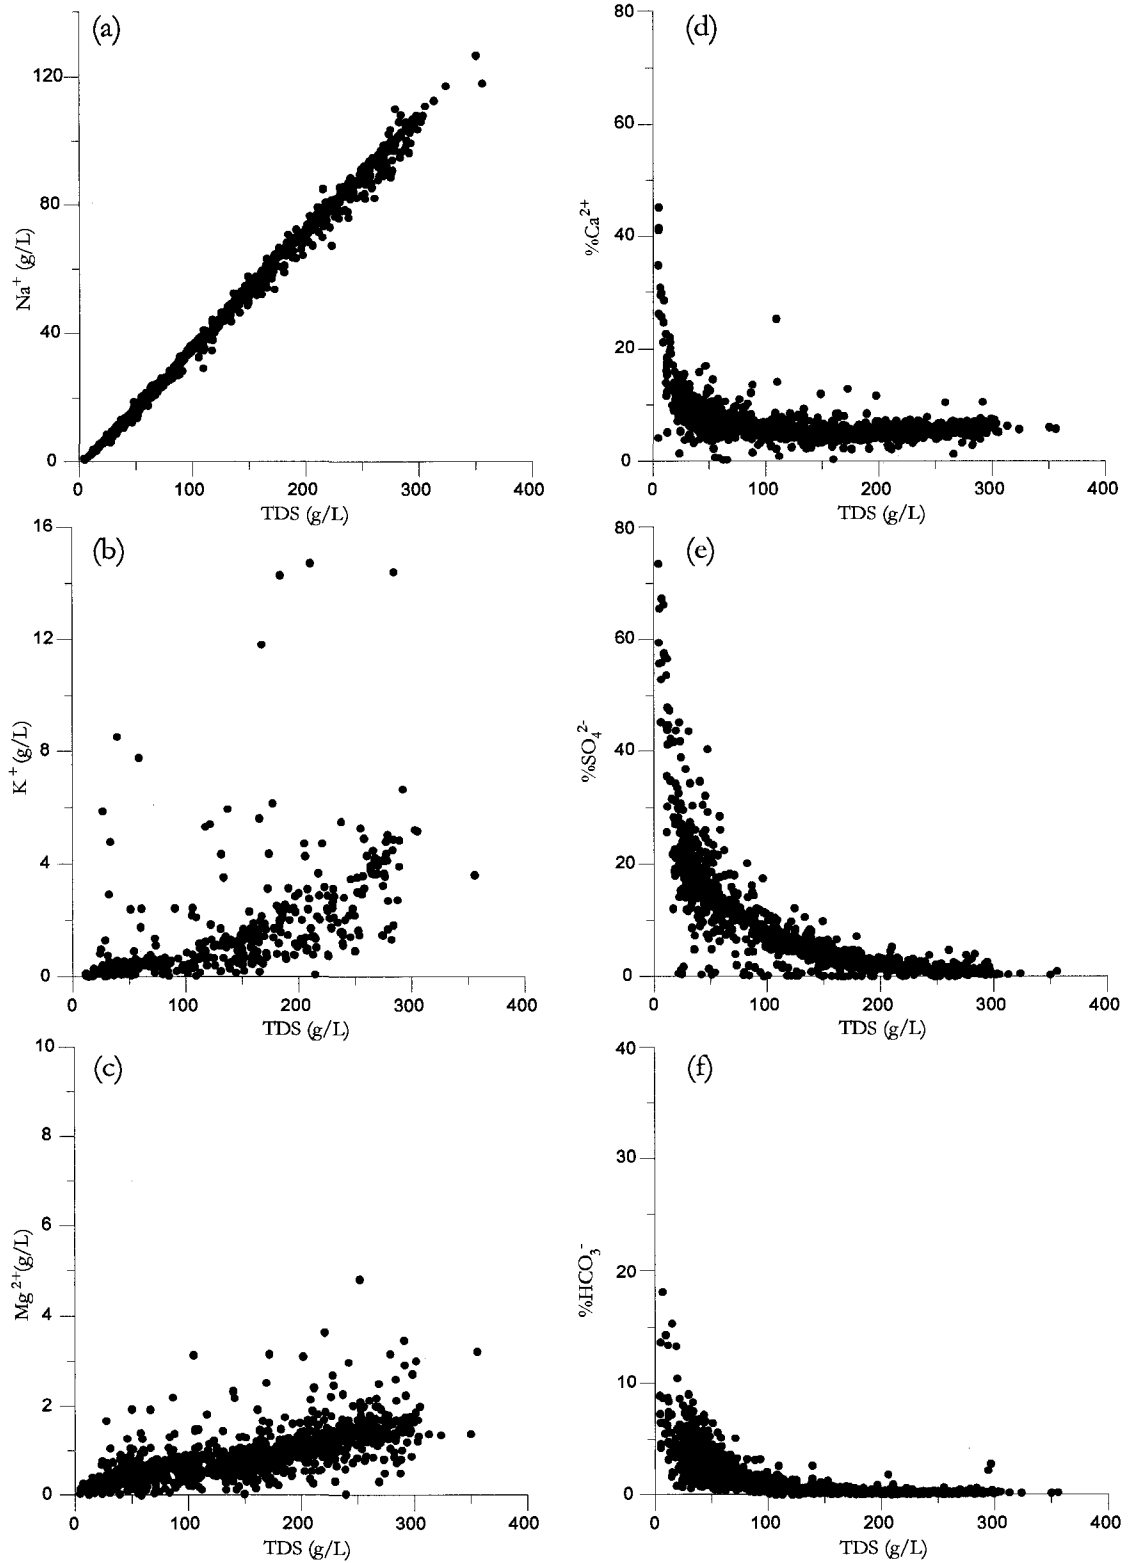 (a)
120
80
40
0
Na+ (g/L)
0 100 200 300 400
TDS (g/L)
(d)
80
60
40
20
0
%Ca2+
0 100 200 300 400
TDS (g/L)
(b)
16
12
8
4
0
K+ (g/L)
0 100 200 300 400
TDS (g/L)
(e)
80
60
40
20
0
%SO42-
0 100 200 300 400
TDS (g/L)
(c)
10
8
6
4
2
0
Mg2+(g/L)
0 100 200 300 400
TDS (g/L)
(f)
40
30
20
10
0
%HCO3-
0 100 200 300 400
TDS (g/L)